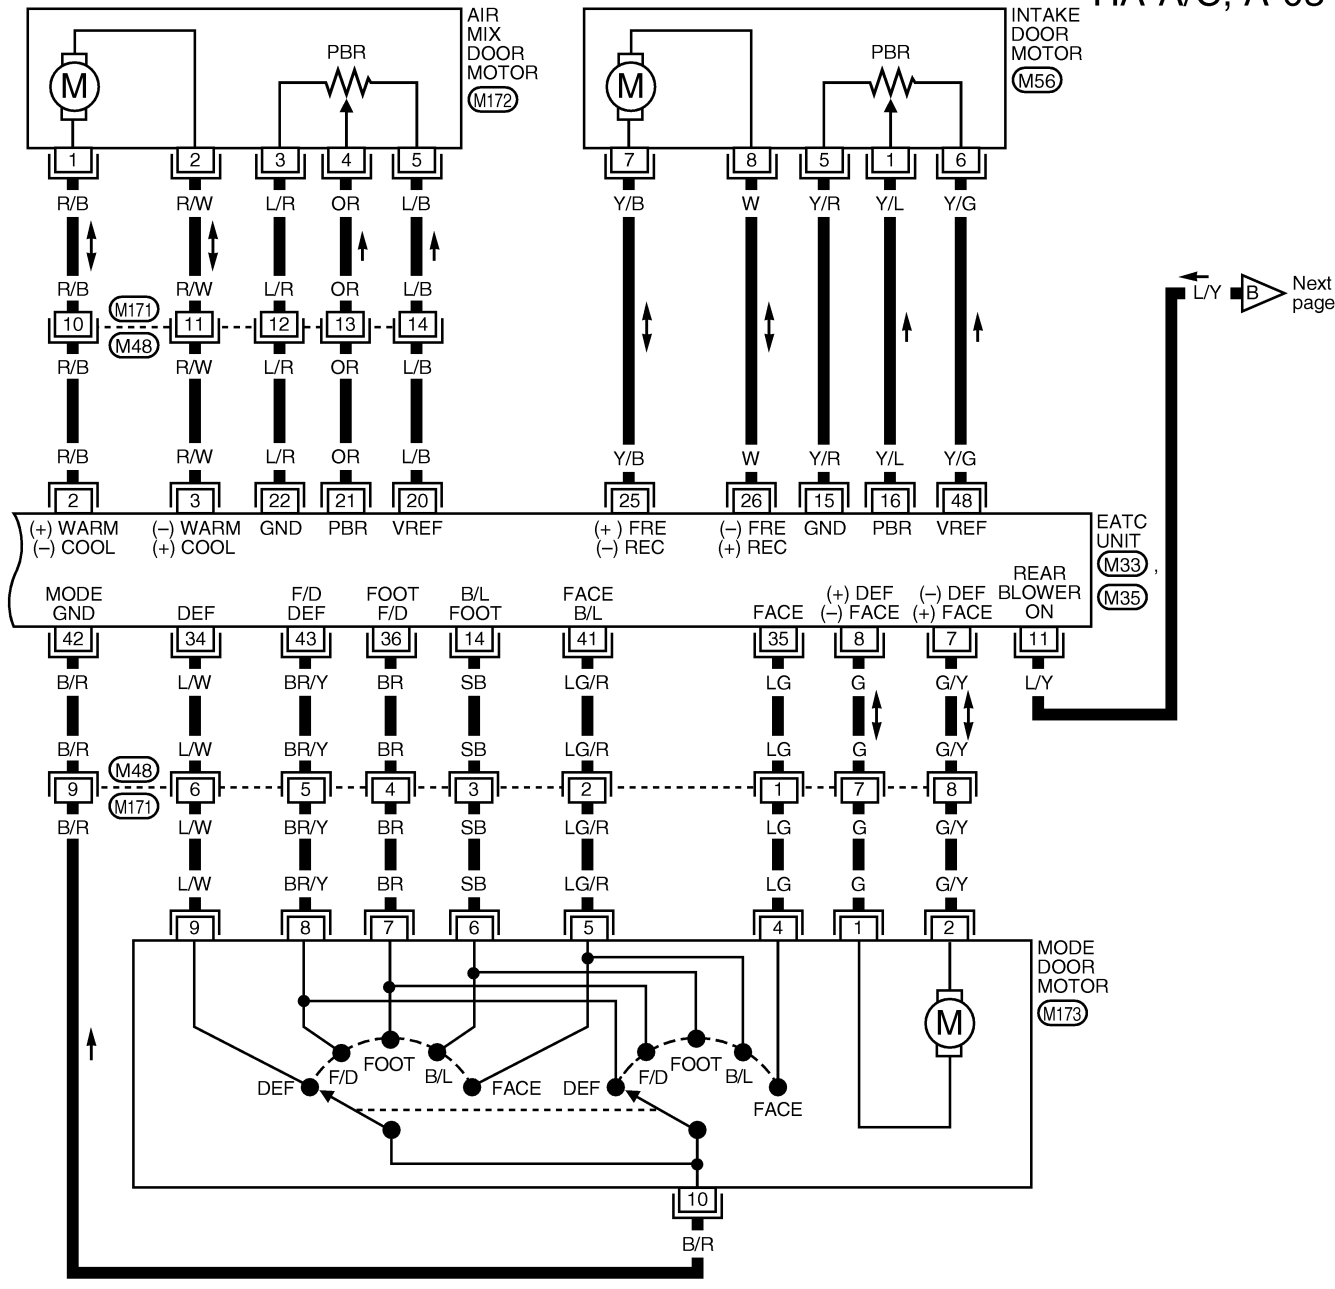 AIR
MIX
DOOR
MOTOR
M172
INTAKE
DOOR
MOTOR
M56
M
PBR
M
PBR
1 2 3 4 5 7 8 5 1 6
R/B R/W L/R OR L/B Y/B W Y/R Y/L Y/G
L/Y B Next
page
R/B R/W L/R OR L/B
M171
10 11 12 13 14
M48
R/B R/W L/R OR L/B
R/B R/W L/R OR L/B Y/B W Y/R Y/L Y/G
2 3 22 21 20 25 26 15 16 48
(+) WARM (–) WARM GND PBR VREF (+ ) FRE (–) FRE GND PBR VREF
(–) COOL (+) COOL (–) REC (+) REC
EATC
UNIT
M33 ,
M35
MODE F/D FOOT B/L FACE (+) DEF (–) DEF REAR
GND DEF DEF F/D FOOT B/L FACE (–) FACE (+) FACE BLOWER
ON
42 34 43 36 14 41 35 8 7 11
B/R L/W BR/Y BR SB LG/R LG G G/Y L/Y
B/R L/W BR/Y BR SB LG/R LG G G/Y
M48
9 6 5 4 3 2 1 7 8
M171
B/R L/W BR/Y BR SB LG/R LG G G/Y
L/W BR/Y BR SB LG/R LG G G/Y
9 8 7 6 5 4 1 2
MODE
DOOR
MOTOR
M173
M
DEF F/D FOOT B/L FACE
DEF F/D FOOT B/L FACE
10
B/R